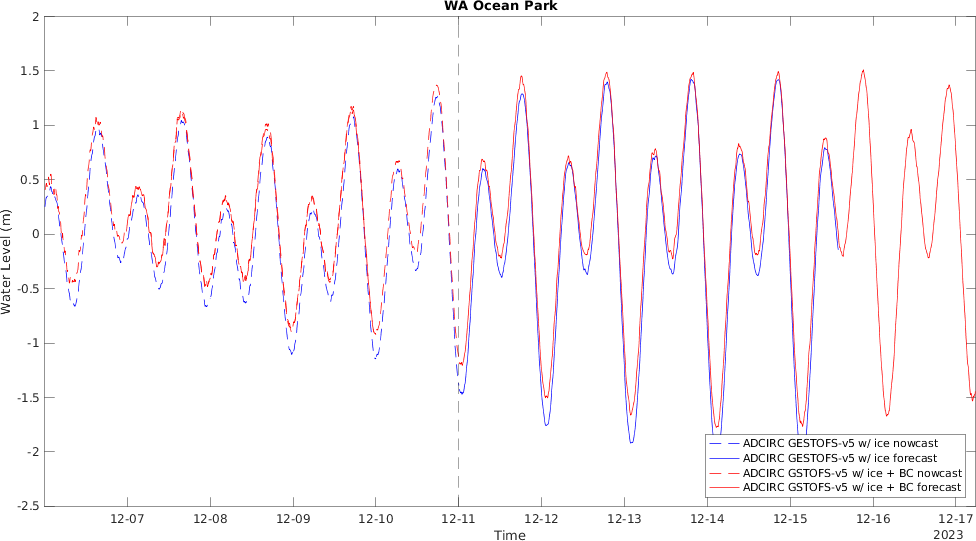 WA Ocean Park
2
1.5
1
0.5
0
-0.5
-1
-1.5
-2
-2.5
Water Level (m)
12-07 12-08 12-09 12-10 12-11 12-12 12-13 12-14 12-15 12-16 12-17
2023
Time
ADCIRC GESTOFS-v5 w/ ice nowcast
ADCIRC GESTOFS-v5 w/ ice forecast
ADCIRC GSTOFS-v5 w/ ice + BC nowcast
ADCIRC GSTOFS-v5 w/ ice + BC forecast